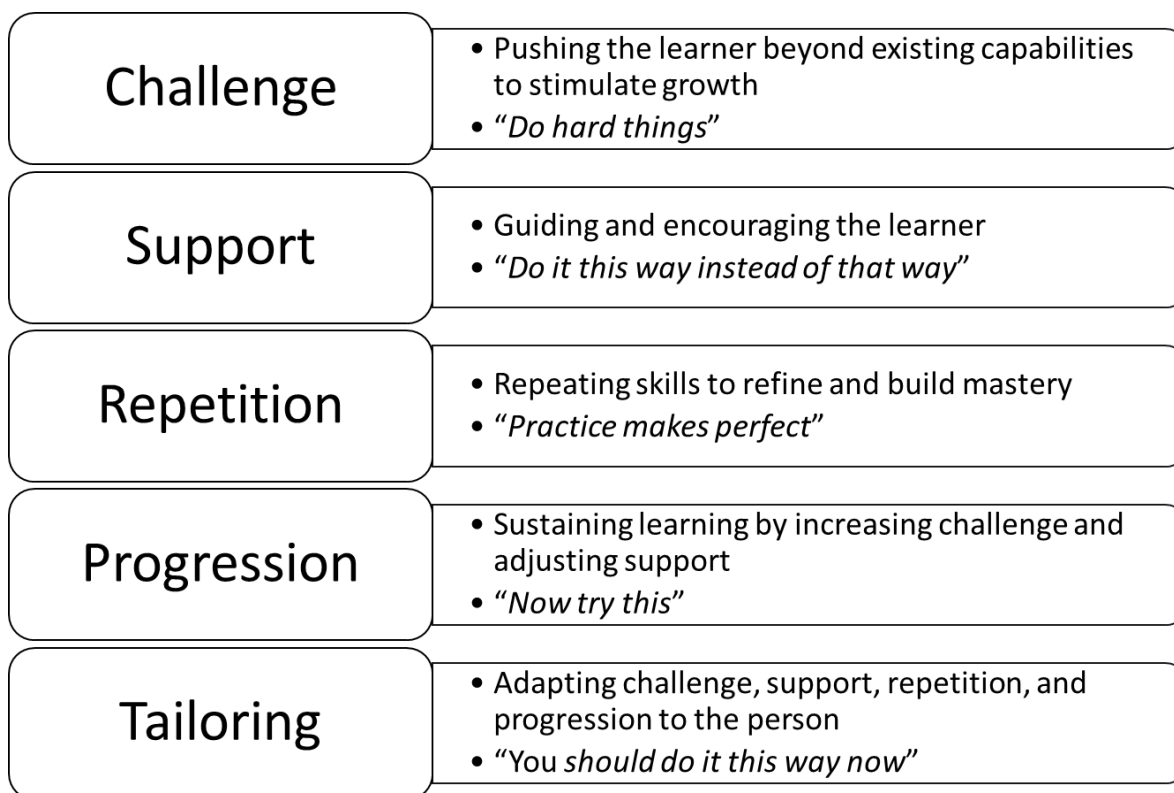 Challenge
• Pushing the learner beyond existing capabilities
to stimulate growth
• “Do hard things”
Support
• Guiding and encouraging the learner
• “Do it this way instead of that way”
Repetition
• Repeating skills to refine and build mastery
• “Practice makes perfect”
Progression
• Sustaining learning by increasing challenge and
adjusting support
• “Now try this”
Tailoring
• Adapting challenge, support, repetition, and
progression to the person
• “You should do it this way now”